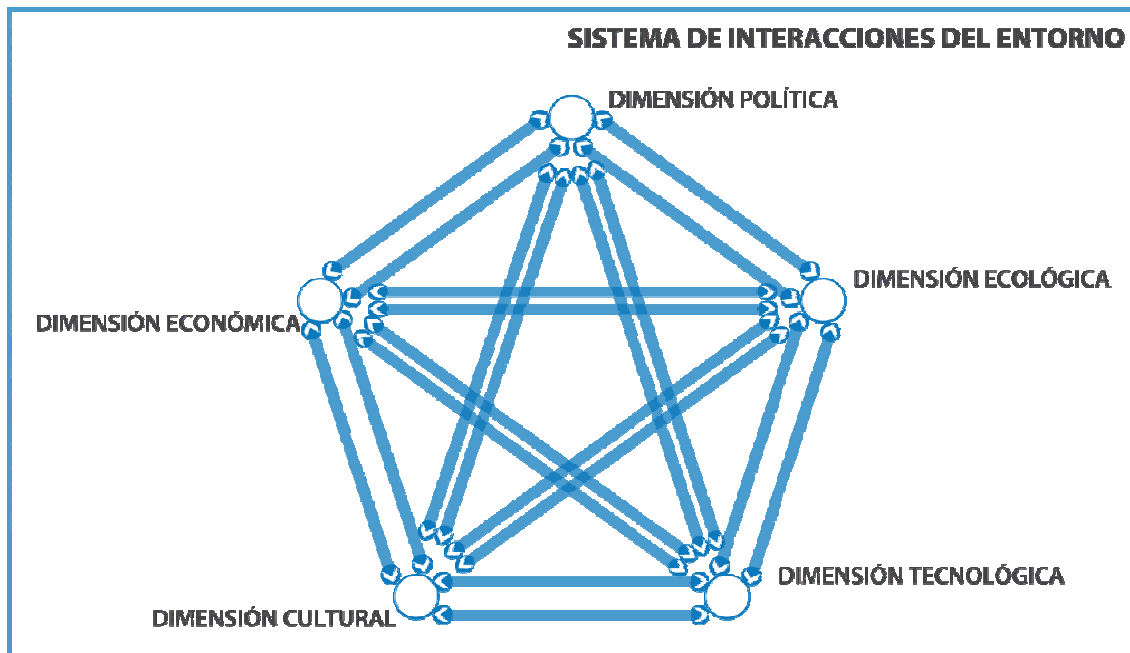 SISTEMA DE INTERACCIONES DEL ENTORNO
DIMENSIÓN POLÍTICA
DIMENSIÓN ECOLÓGICA
DIMENSIÓN ECONÓMICA
DIMENSIÓN TECNOLÓGICA
DIMENSIÓN CULTURAL